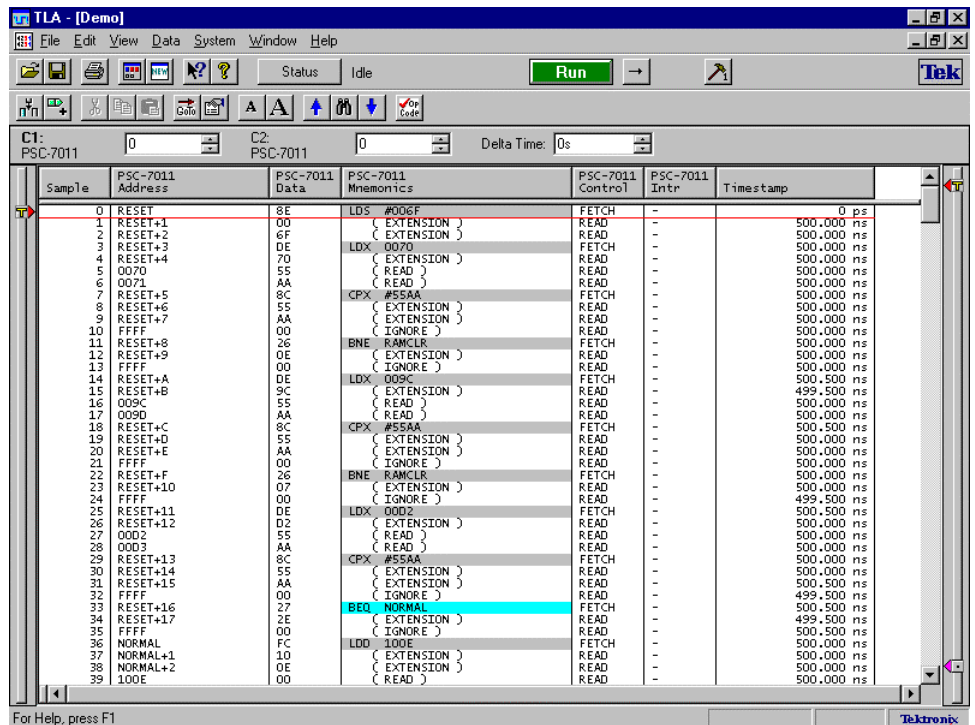 TLA - [Demo]
File Edit View Data System Window Help
Status Idle Run Tek
NEW Goto A A OP Code
C1: PSC-7011 0 C2: PSC-7011 0 Delta Time: 0s
Sample PSC-7011 Address PSC-7011 Data PSC-7011 Mnemonics PSC-7011 Control PSC-7011 Intr Timestamp
0 RESET 8E LDS #006F FETCH - 0 ps
1 RESET+1 00 ( EXTENSION ) READ - 500.000 ns
2 RESET+2 6F ( EXTENSION ) READ - 500.000 ns
3 RESET+3 DE LDX 0070 FETCH - 500.000 ns
4 RESET+4 70 ( EXTENSION ) READ - 500.000 ns
5 0070 55 ( READ ) READ - 500.000 ns
6 0071 AA ( READ ) READ - 500.000 ns
7 RESET+5 8C CPX #55AA FETCH - 500.000 ns
8 RESET+6 55 ( EXTENSION ) READ - 500.000 ns
9 RESET+7 AA ( EXTENSION ) READ - 500.000 ns
10 FFFF 00 ( IGNORE ) READ - 500.000 ns
11 RESET+8 26 BNE RAMCLR FETCH - 500.000 ns
12 RESET+9 0E ( EXTENSION ) READ - 500.000 ns
13 FFFF 00 ( IGNORE ) READ - 500.000 ns
14 RESET+A DE LDX 009C FETCH - 500.500 ns
15 RESET+B 9C ( EXTENSION ) READ - 499.500 ns
16 009C 55 ( READ ) READ - 500.000 ns
17 009D AA ( READ ) READ - 500.000 ns
18 RESET+C 8C CPX #55AA FETCH - 500.500 ns
19 RESET+D 55 ( EXTENSION ) READ - 500.000 ns
20 RESET+E AA ( EXTENSION ) READ - 500.000 ns
21 FFFF 00 ( IGNORE ) READ - 500.000 ns
22 RESET+F 26 BNE RAMCLR FETCH - 500.000 ns
23 RESET+10 07 ( EXTENSION ) READ - 500.000 ns
24 FFFF 00 ( IGNORE ) READ - 499.500 ns
25 RESET+11 DE LDX 00D2 FETCH - 500.000 ns
26 RESET+12 D2 ( EXTENSION ) READ - 500.000 ns
27 00D2 55 ( READ ) READ - 500.000 ns
28 00D3 AA ( READ ) READ - 500.000 ns
29 RESET+13 8C CPX #55AA FETCH - 500.000 ns
30 RESET+14 55 ( EXTENSION ) READ - 500.000 ns
31 RESET+15 AA ( EXTENSION ) READ - 500.500 ns
32 FFFF 00 ( IGNORE ) READ - 499.500 ns
33 RESET+16 27 BEQ NORMAL FETCH - 500.500 ns
34 RESET+17 2E ( EXTENSION ) READ - 499.500 ns
35 FFFF 00 ( IGNORE ) READ - 500.500 ns
36 NORMAL FC LDD 100E FETCH - 500.000 ns
37 NORMAL+1 10 ( EXTENSION ) READ - 500.000 ns
38 NORMAL+2 0E ( EXTENSION ) READ - 500.000 ns
39 100E 00 ( READ ) READ - 500.000 ns
For Help, press F1 Tektronix